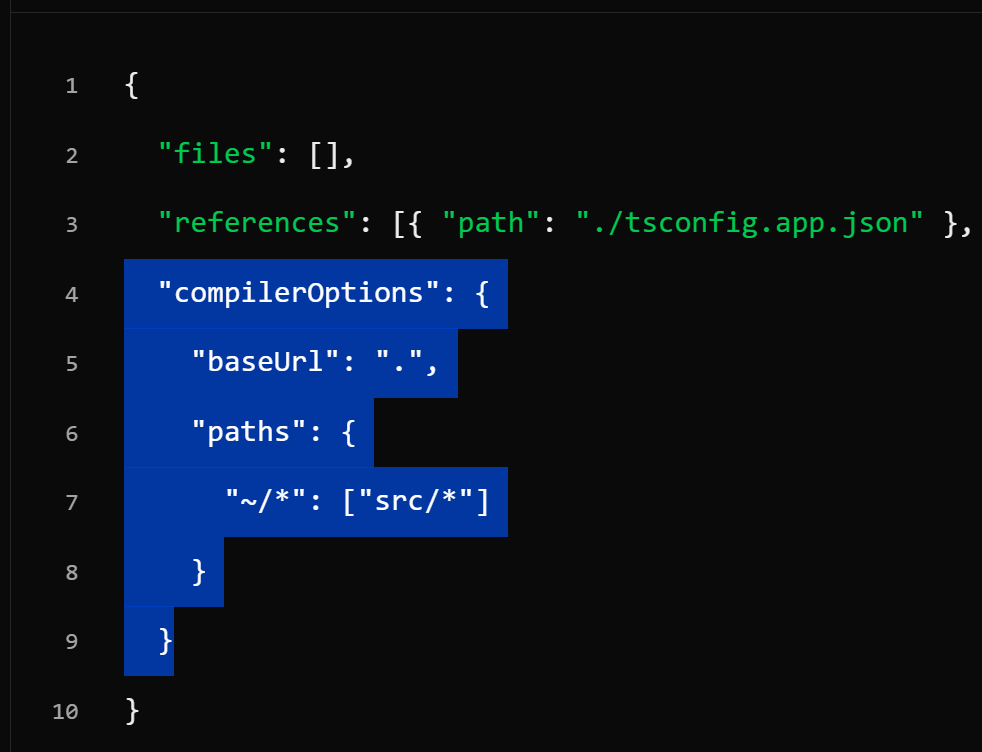 1 {
2   "files": [],
3   "references": [{ "path": "./tsconfig.app.json" },
4   "compilerOptions": {
5     "baseUrl": ".",
6     "paths": {
7       "~/*": ["src/*"]
8     }
9   }
10 }